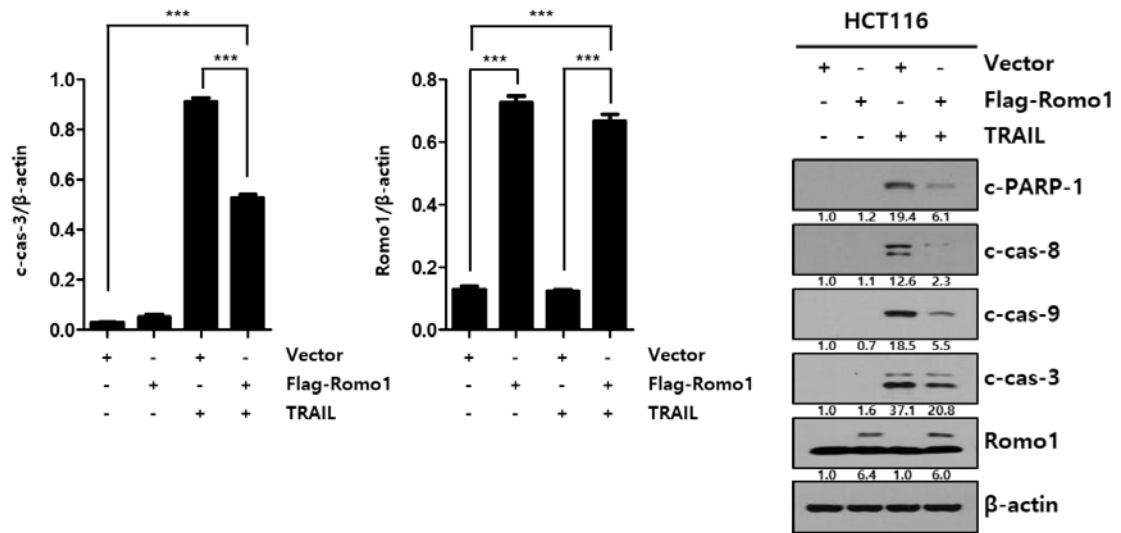 ***
***
c-cas-3/β-actin
1.0
0.8
0.6
0.4
0.2
0.0
+ - + - Vector
- + - + Flag-Romo1
- - + + TRAIL
***
*** ***
Romo1/β-actin
0.8
0.6
0.4
0.2
0.0
+ - + - Vector
- + - + Flag-Romo1
- - + + TRAIL
HCT116
+ - + - Vector
- + - + Flag-Romo1
- - + + TRAIL
c-PARP-1
1.0 1.2 19.4 6.1
c-cas-8
1.0 1.1 12.6 2.3
c-cas-9
1.0 0.7 18.5 5.5
c-cas-3
1.0 1.6 37.1 20.8
Romo1
1.0 6.4 1.0 6.0
β-actin